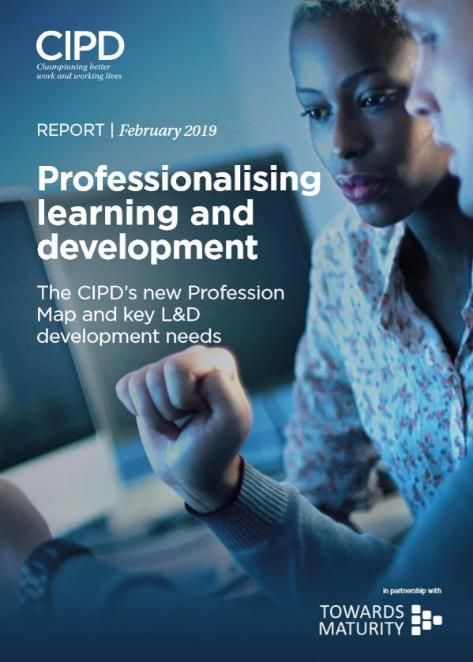 CIPD
Championing better
work and working lives
REPORT | February 2019
Professionalising
learning and
development
The CIPD's new Profession
Map and key L&D
development needs
in partnership with
TOWARDS
MATURITY